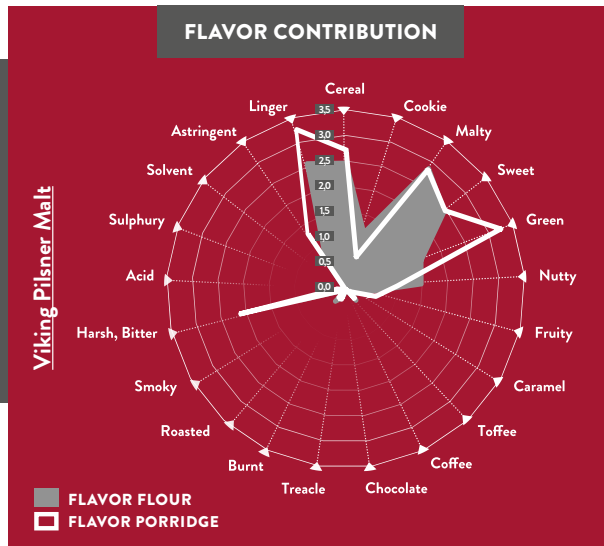 FLAVOR CONTRIBUTION
Viking Pilsner Malt
Cereal
Cookie
Malty
Sweet
Green
Nutty
Fruity
Caramel
Toffee
Coffee
Chocolate
Treacle
Burnt
Roasted
Smoky
Harsh, Bitter
Acid
Sulphury
Solvent
Astringent
Linger
3,5
3,0
2,5
2,0
1,5
1,0
0,5
0,0
FLAVOR FLOUR
FLAVOR PORRIDGE